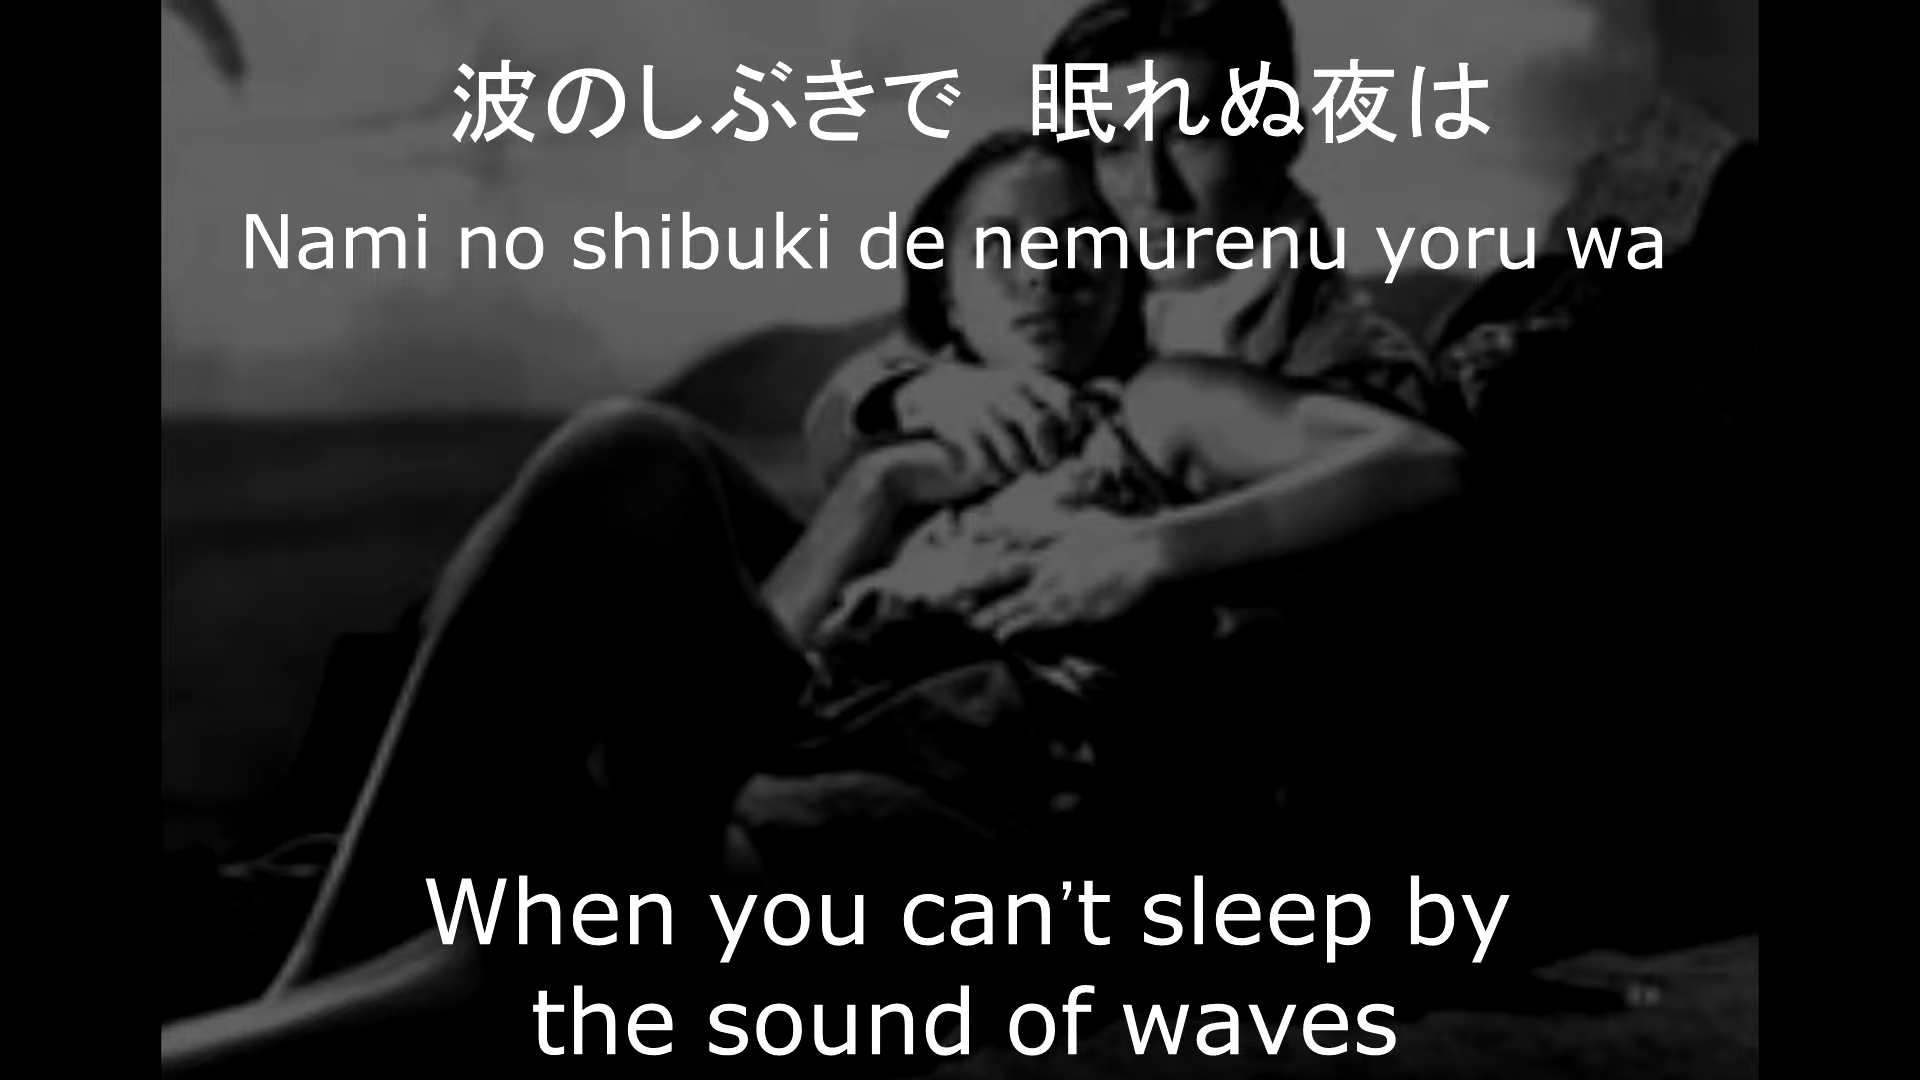 波のしぶきで　眠れぬ夜は
Nami no shibuki de nemurenu yoru wa
When you can’t sleep by
the sound of waves